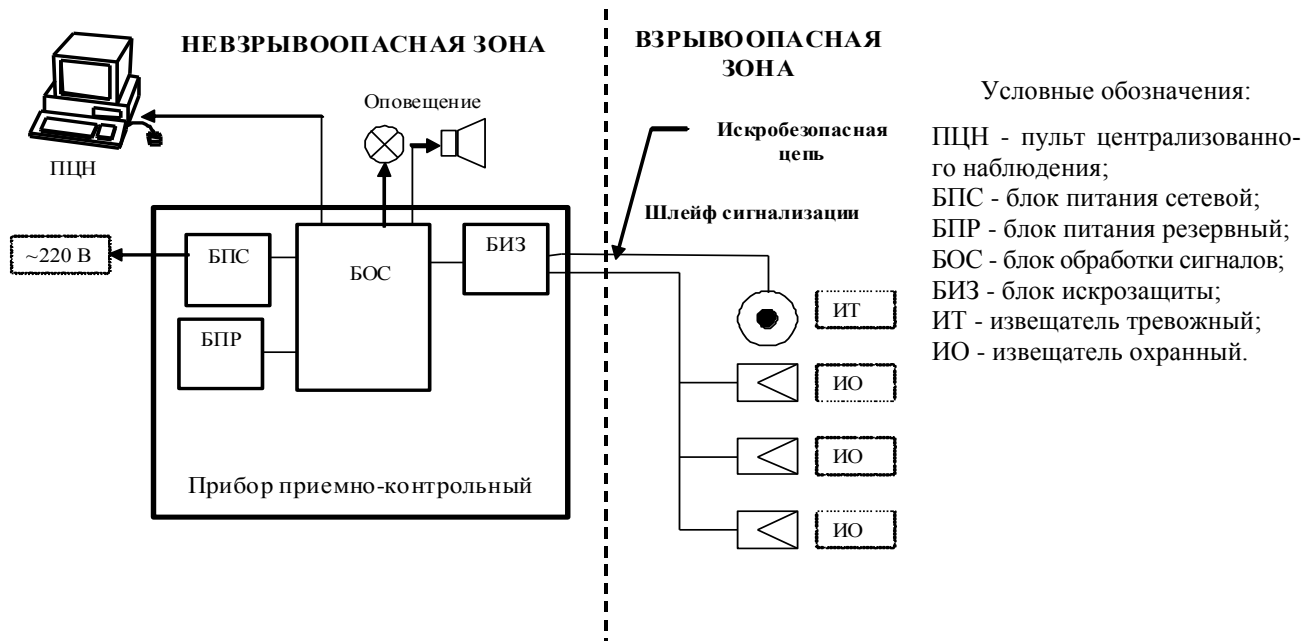 НЕВЗРЫВООПАСНАЯ ЗОНА
ВЗРЫВООПАСНАЯ
ЗОНА
Оповещение
ПЦН
Искробезопасная
цепь
Шлейф сигнализации
~220 В
БПС
БОС
БИЗ
БПР
ИТ
ИО
ИО
ИО
Прибор приемно-контрольный
Условные обозначения:
ПЦН - пульт централизованно-
го наблюдения;
БПС - блок питания сетевой;
БПР - блок питания резервный;
БОС - блок обработки сигналов;
БИЗ - блок искрозащиты;
ИТ - извещатель тревожный;
ИО - извещатель охранный.